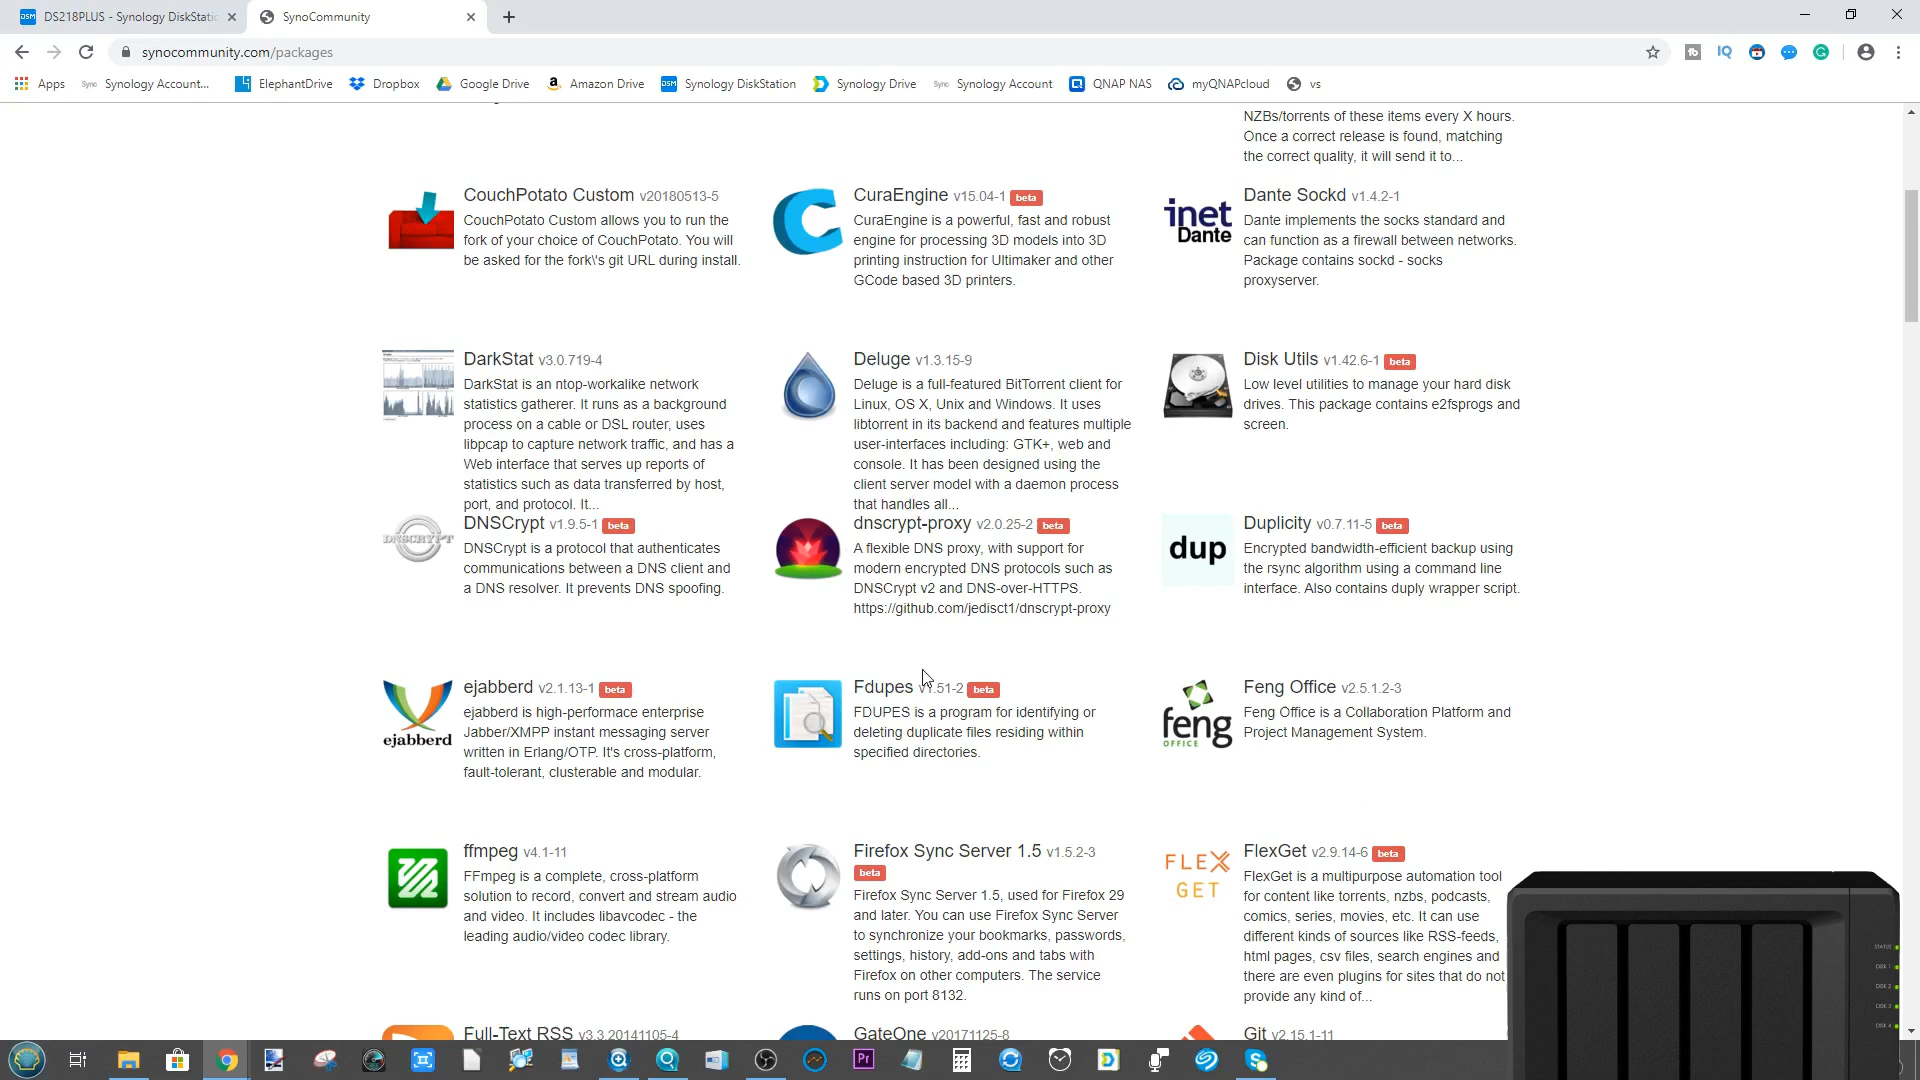 DS218PLUS - Synology DiskStatic
SynoCommunity
synocommunity.com/packages
Apps
Synology Account...
ElephantDrive
Dropbox
Google Drive
Amazon Drive
Synology DiskStation
Synology Drive
Synology Account
QNAP NAS
myQNAPcloud
vs
NZBs/torrents of these items every X hours.
Once a correct release is found, matching
the correct quality, it will send it to...
CouchPotato Custom v20180513-5
CouchPotato Custom allows you to run the
fork of your choice of CouchPotato. You will
be asked for the fork\'s git URL during install.
CuraEngine v15.04-1 beta
CuraEngine is a powerful, fast and robust
engine for processing 3D models into 3D
printing instruction for Ultimaker and other
GCode based 3D printers.
inet
Dante
Dante Sockd v1.4.2-1
Dante implements the socks standard and
can function as a firewall between networks.
Package contains sockd - socks
proxyserver.
DarkStat v3.0.719-4
DarkStat is an ntop-workalike network
statistics gatherer. It runs as a background
process on a cable or DSL router, uses
libpcap to capture network traffic, and has a
Web interface that serves up reports of
statistics such as data transferred by host,
port, and protocol. It...
Deluge v1.3.15-9
Deluge is a full-featured BitTorrent client for
Linux, OS X, Unix and Windows. It uses
libtorrent in its backend and features multiple
user-interfaces including: GTK+, web and
console. It has been designed using the
client server model with a daemon process
that handles all...
Disk Utils v1.42.6-1 beta
Low level utilities to manage your hard disk
drives. This package contains e2fsprogs and
screen.
DNSCRYPT
DNSCrypt v1.9.5-1 beta
DNSCrypt is a protocol that authenticates
communications between a DNS client and
a DNS resolver. It prevents DNS spoofing.
dnscrypt-proxy v2.0.25-2 beta
A flexible DNS proxy, with support for
modern encrypted DNS protocols such as
DNSCrypt v2 and DNS-over-HTTPS.
https://github.com/jedisct1/dnscrypt-proxy
dup
Duplicity v0.7.11-5 beta
Encrypted bandwidth-efficient backup using
the rsync algorithm using a command line
interface. Also contains duply wrapper script.
ejabberd
ejabberd v2.1.13-1 beta
ejabberd is high-performace enterprise
Jabber/XMPP instant messaging server
written in Erlang/OTP. It's cross-platform,
fault-tolerant, clusterable and modular.
Fdupes v1.51-2 beta
FDUPES is a program for identifying or
deleting duplicate files residing within
specified directories.
feng
OFFICE
Feng Office v2.5.1.2-3
Feng Office is a Collaboration Platform and
Project Management System.
ffmpeg v4.1-11
FFmpeg is a complete, cross-platform
solution to record, convert and stream audio
and video. It includes libavcodec - the
leading audio/video codec library.
Firefox Sync Server 1.5 v1.5.2-3
beta
Firefox Sync Server 1.5, used for Firefox 29
and later. You can use Firefox Sync Server
to synchronize your bookmarks, passwords,
settings, history, add-ons and tabs with
Firefox on other computers. The service
runs on port 8132.
FLEX
GET
FlexGet v2.9.14-6 beta
FlexGet is a multipurpose automation tool
for content like torrents, nzbs, podcasts,
comics, series, movies, etc. It can use
different kinds of sources like RSS-feeds,
html pages, csv files, search engines and
there are even plugins for sites that do not
provide any kind of...
Full-Text RSS v3.3.20141105-4
GateOne v20171125-8
Git v2.15.1-11
STATUS
DISK 1
DISK 2
DISK 3
DISK 4